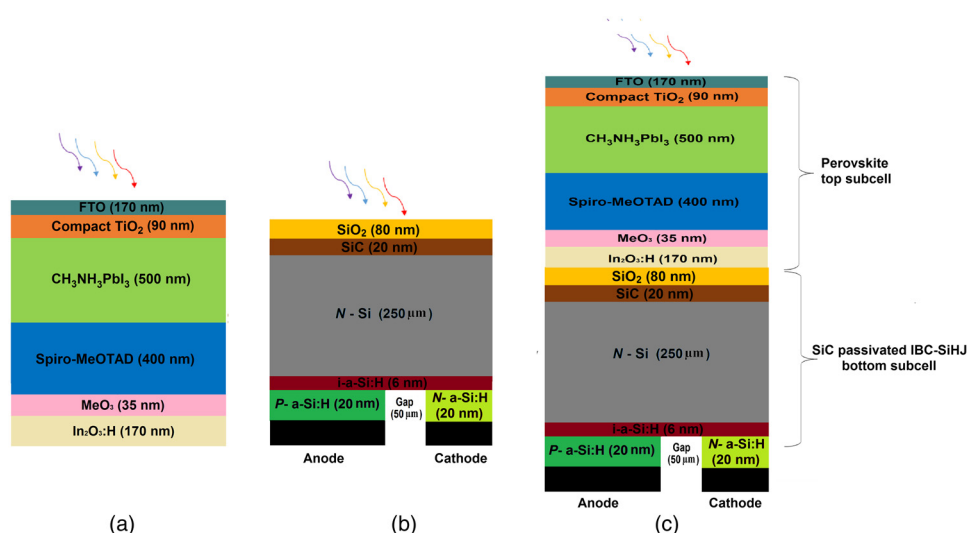 FTO (170 nm)
Compact TiO₂ (90 nm)
CH₃NH₃PbI₃ (500 nm)
Spiro-MeOTAD (400 nm)
MeO₃ (35 nm)
In₂O₃:H (170 nm)
(a)
SiO₂ (80 nm)
SiC (20 nm)
N - Si (250 µm)
i-a-Si:H (6 nm)
P- a-Si:H (20 nm)
Gap
(50 µm)
N- a-Si:H
(20 nm)
Anode
Cathode
(b)
FTO (170 nm)
Compact TiO₂ (90 nm)
CH₃NH₃PbI₃ (500 nm)
Spiro-MeOTAD (400 nm)
MeO₃ (35 nm)
In₂O₃:H (170 nm)
SiO₂ (80 nm)
SiC (20 nm)
N - Si (250 µm)
i-a-Si:H (6 nm)
P- a-Si:H (20 nm)
Gap
(50 µm)
N- a-Si:H
(20 nm)
Anode
Cathode
(c)
Perovskite
top subcell
SiC passivated IBC-SiHJ
bottom subcell